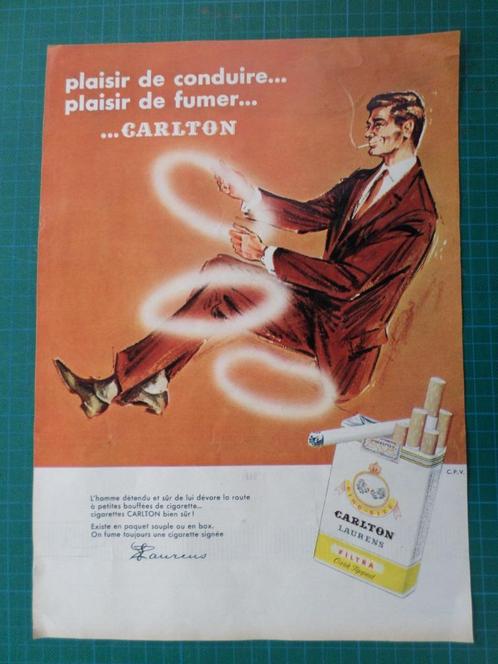 plaisir de conduire...
plaisir de fumer...
...CARLTON
L'homme détendu et sûr de lui dévore la route
à petites bouffées de cigarette...
cigarettes CARLTON bien sûr !
Existe en paquet souple ou en box.
On fume toujours une cigarette signée
Laurens
C.P.V.
KING-SIZE
CARLTON
LAURENS
FILTRA